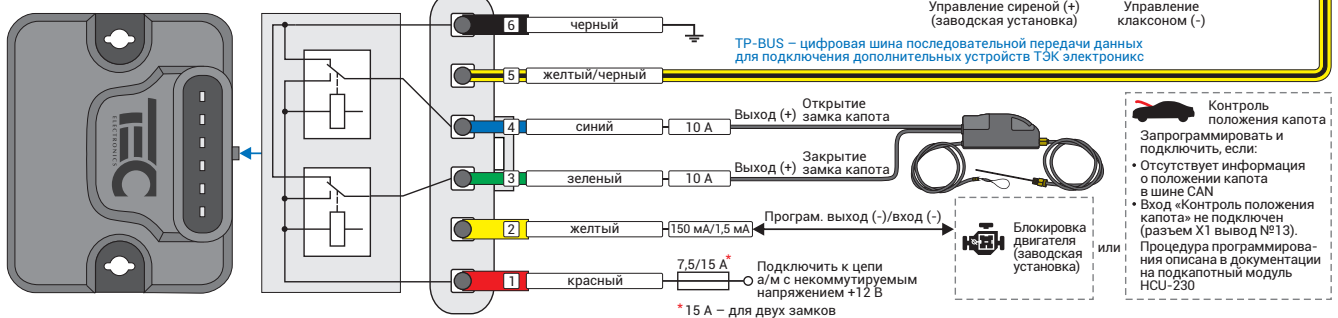 Управление сиреной (+)
(заводская установка)
Управление
клаксоном (-)
6 черный
TP-BUS – цифровая шина последовательной передачи данных
для подключения дополнительных устройств ТЭК электроникс
5 желтый/черный
4 синий 10 А
Выход (+) Открытие
замка капота
3 зеленый 10 А
Выход (+) Закрытие
замка капота
2 желтый 150 мА/1,5 мА
Програм. выход (-)/вход (-)
Блокировка
двигателя
(заводская
установка)
или
1 красный
7,5/15 А*
Подключить к цепи
а/м с некоммутируемым
напряжением +12 В
*15 А – для двух замков
Контроль
положения капота
Запрограммировать и
подключить, если:
• Отсутствует информация
о положении капота
в шине CAN
• Вход «Контроль положения
капота» не подключен
(разъем X1 вывод №13).
Процедура программирова-
ния описана в документации
на подкапотный модуль
HCU-230
TEC
ELECTRONICS